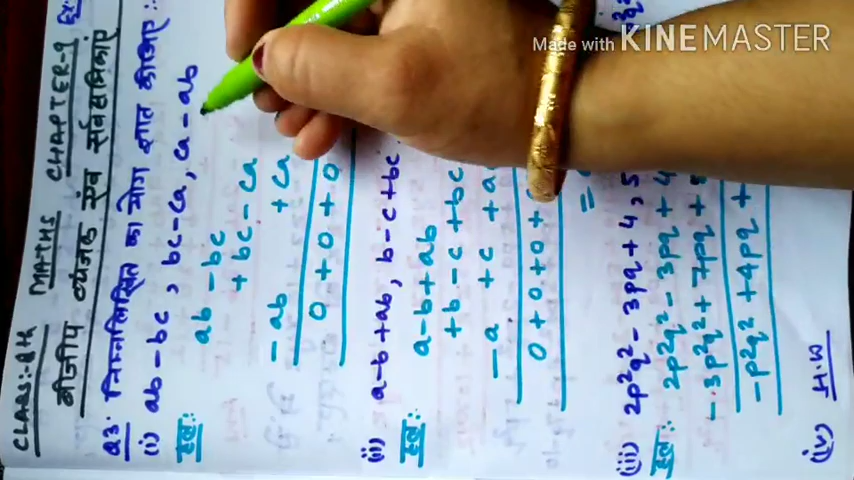 CLASS:- 8th MATHS CHAPTER-9
बीजीय व्यंजक एवं सर्वसमिकाएं
Q3. निम्नलिखित का योग ज्ञात कीजिए:-
(i) ab - bc, bc - ca, ca - ab
हल:- ab - bc
+ bc - ca
- ab + ca
0 + 0 + 0
(ii) a - b + ab, b - c + bc
हल:- a - b + ab
+ b - c + bc
- a + c +
0 + 0 + 0 +
=
(iii) 2p²q² - 3pq + 4, 5
हल:- 2p²q² - 3pq + 4
- 3p²q² + 7pq +
- p²q² + 4pq +
(iv) H.W
Made with KINEMASTER